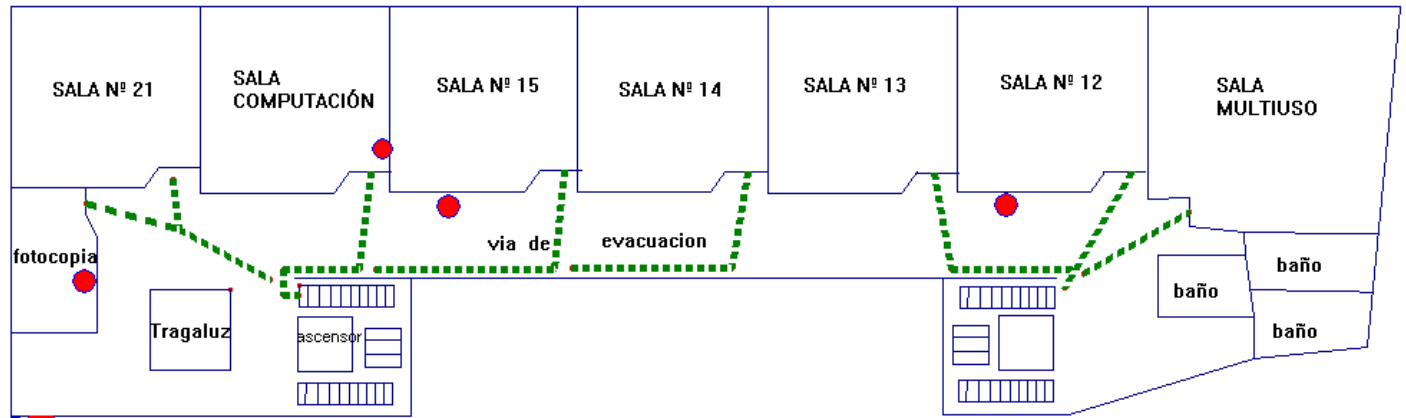 SALA Nº 21
SALA
COMPUTACIÓN
SALA Nº 15
SALA Nº 14
SALA Nº 13
SALA Nº 12
SALA
MULTIUSO
fotocopia
via de
evacuacion
baño
baño
baño
Tragaluz
ascensor